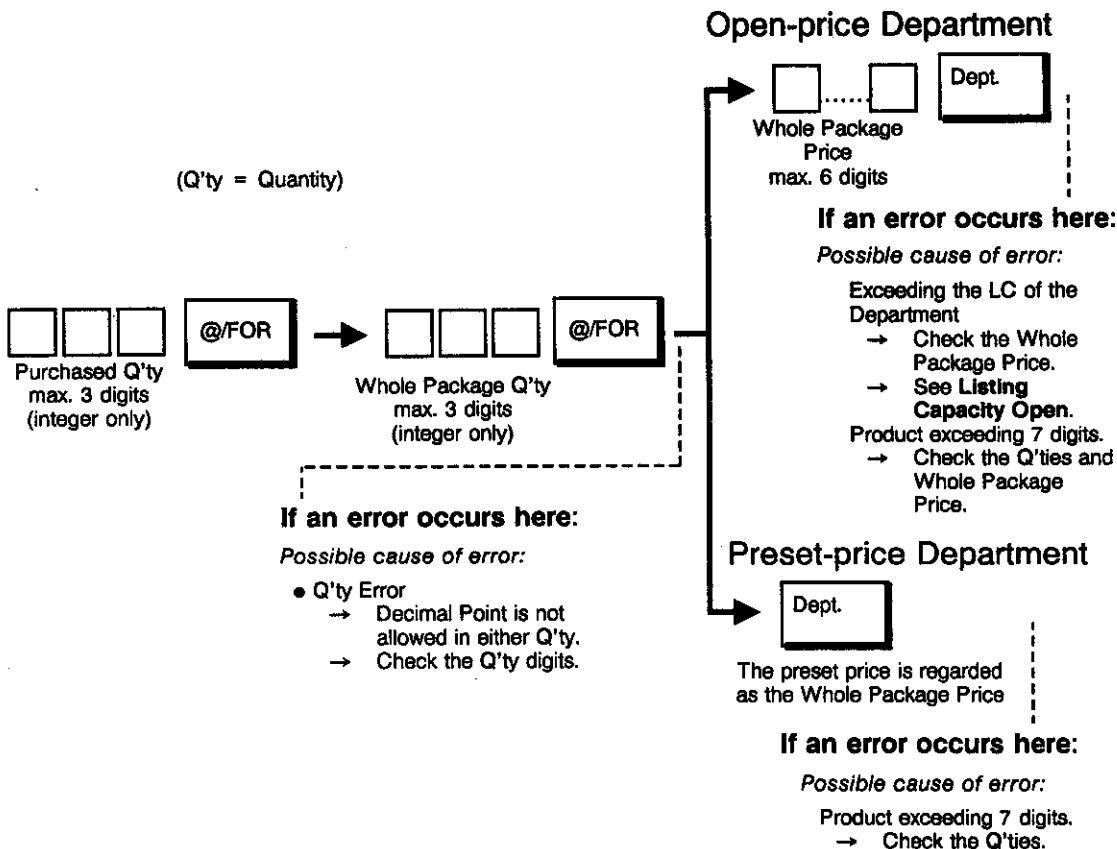 Open-price Department
Dept.
Whole Package
Price
max. 6 digits
(Q'ty = Quantity)
If an error occurs here:
Possible cause of error:
Exceeding the LC of the
Department
→ Check the Whole
Package Price.
→ See Listing
Capacity Open.
Product exceeding 7 digits.
→ Check the Q'ties and
Whole Package
Price.
@/FOR
Purchased Q'ty
max. 3 digits
(integer only)
@/FOR
Whole Package Q'ty
max. 3 digits
(integer only)
If an error occurs here:
Possible cause of error:
● Q'ty Error
→ Decimal Point is not
allowed in either Q'ty.
→ Check the Q'ty digits.
Preset-price Department
Dept.
The preset price is regarded
as the Whole Package Price
If an error occurs here:
Possible cause of error:
Product exceeding 7 digits.
→ Check the Q'ties.